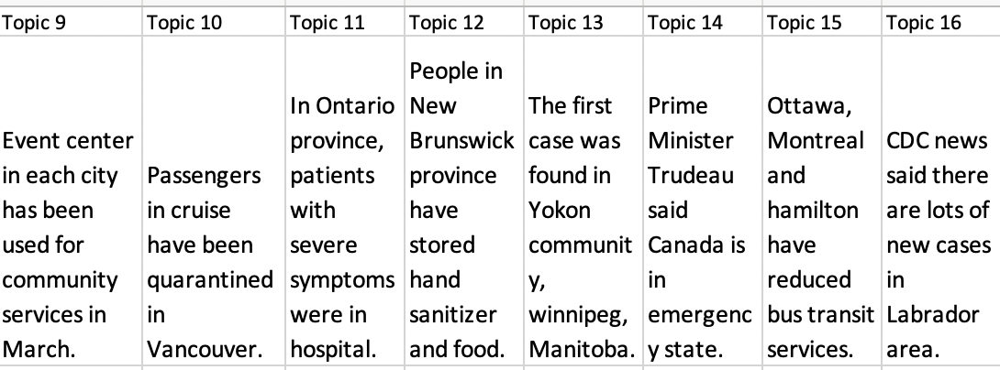 Topic 9
Topic 10
Topic 11
Topic 12
Topic 13
Topic 14
Topic 15
Topic 16
Event center
in each city
has been
used for
community
services in
March.
Passengers
in cruise
have been
quarantined
in
Vancouver.
In Ontario
province,
patients
with
severe
symptoms
were in
hospital.
People in
New
Brunswick
province
have
stored
hand
sanitizer
and food.
The first
case was
found in
Yokon
communit
y,
winnipeg,
Manitoba.
Prime
Minister
Trudeau
said
Canada is
in
emergenc
y state.
Ottawa,
Montreal
and
hamilton
have
reduced
bus transit
services.
CDC news
said there
are lots of
new cases
in
Labrador
area.